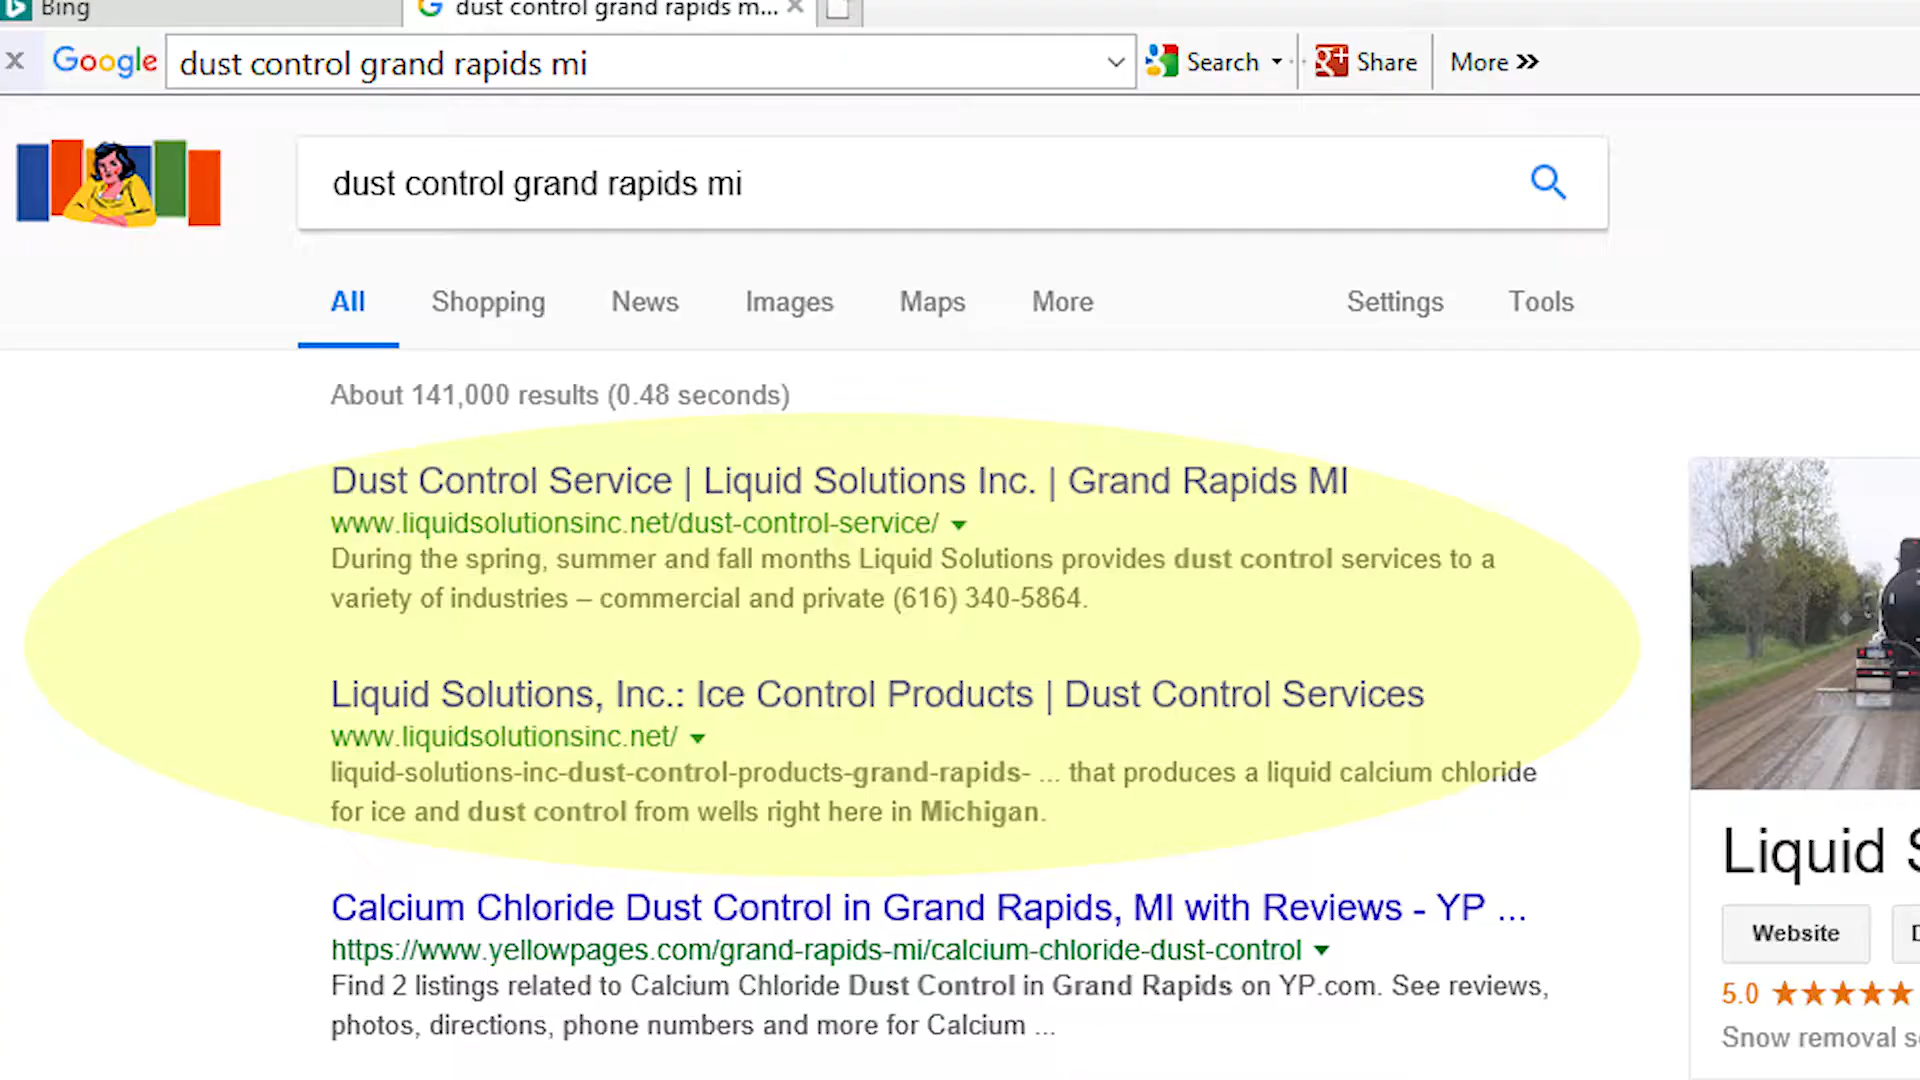 Bing
dust control grand rapids m...
Google dust control grand rapids mi Search Share More
dust control grand rapids mi
All Shopping News Images Maps More Settings Tools
About 141,000 results (0.48 seconds)
Dust Control Service | Liquid Solutions Inc. | Grand Rapids MI
www.liquidsolutionsinc.net/dust-control-service/
During the spring, summer and fall months Liquid Solutions provides dust control services to a
variety of industries – commercial and private (616) 340-5864.
Liquid Solutions, Inc.: Ice Control Products | Dust Control Services
www.liquidsolutionsinc.net/
liquid-solutions-inc-dust-control-products-grand-rapids- ... that produces a liquid calcium chloride
for ice and dust control from wells right here in Michigan.
Calcium Chloride Dust Control in Grand Rapids, MI with Reviews - YP ...
https://www.yellowpages.com/grand-rapids-mi/calcium-chloride-dust-control
Find 2 listings related to Calcium Chloride Dust Control in Grand Rapids on YP.com. See reviews,
photos, directions, phone numbers and more for Calcium ...
Liquid
Website
5.0
Snow removal